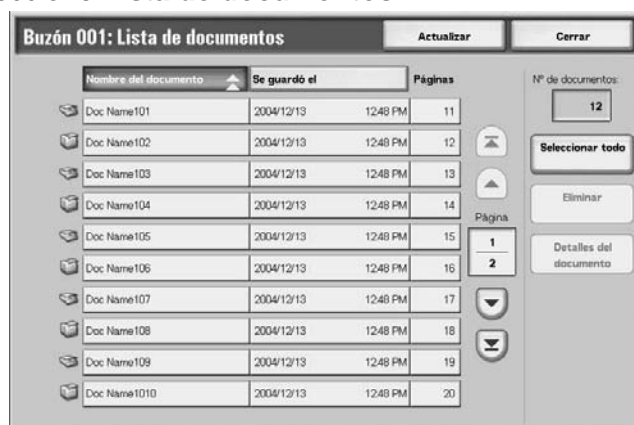 Buzón 001: Lista de documentos
Actualizar
Cerrar
Nombre del documento
Se guardó el
Páginas
Nº de documentos:
12
Doc Name101 2004/12/13 12:48 PM 11
Doc Name102 2004/12/13 12:48 PM 12
Doc Name103 2004/12/13 12:48 PM 13
Doc Name104 2004/12/13 12:48 PM 14
Doc Name105 2004/12/13 12:48 PM 15
Doc Name106 2004/12/13 12:48 PM 16
Doc Name107 2004/12/13 12:48 PM 17
Doc Name108 2004/12/13 12:48 PM 18
Doc Name109 2004/12/13 12:48 PM 19
Doc Name1010 2004/12/13 12:48 PM 20
Página
1
2
Seleccionar todo
Eliminar
Detalles del
documento